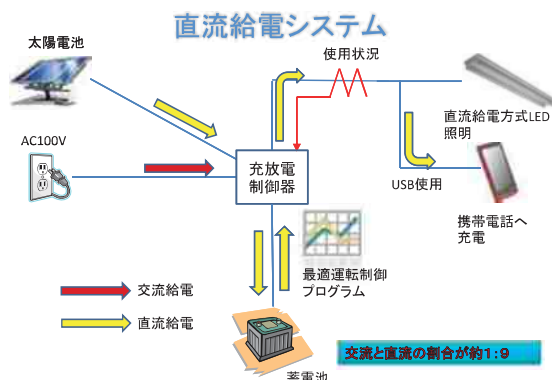 直流給電システム
太陽電池
使用状況
直流給電方式LED
照明
AC100V
充放電
制御器
USB使用
携帯電話へ
充電
最適運転制御
プログラム
交流給電
直流給電
交流と直流の割合が約1:9
蓄電池